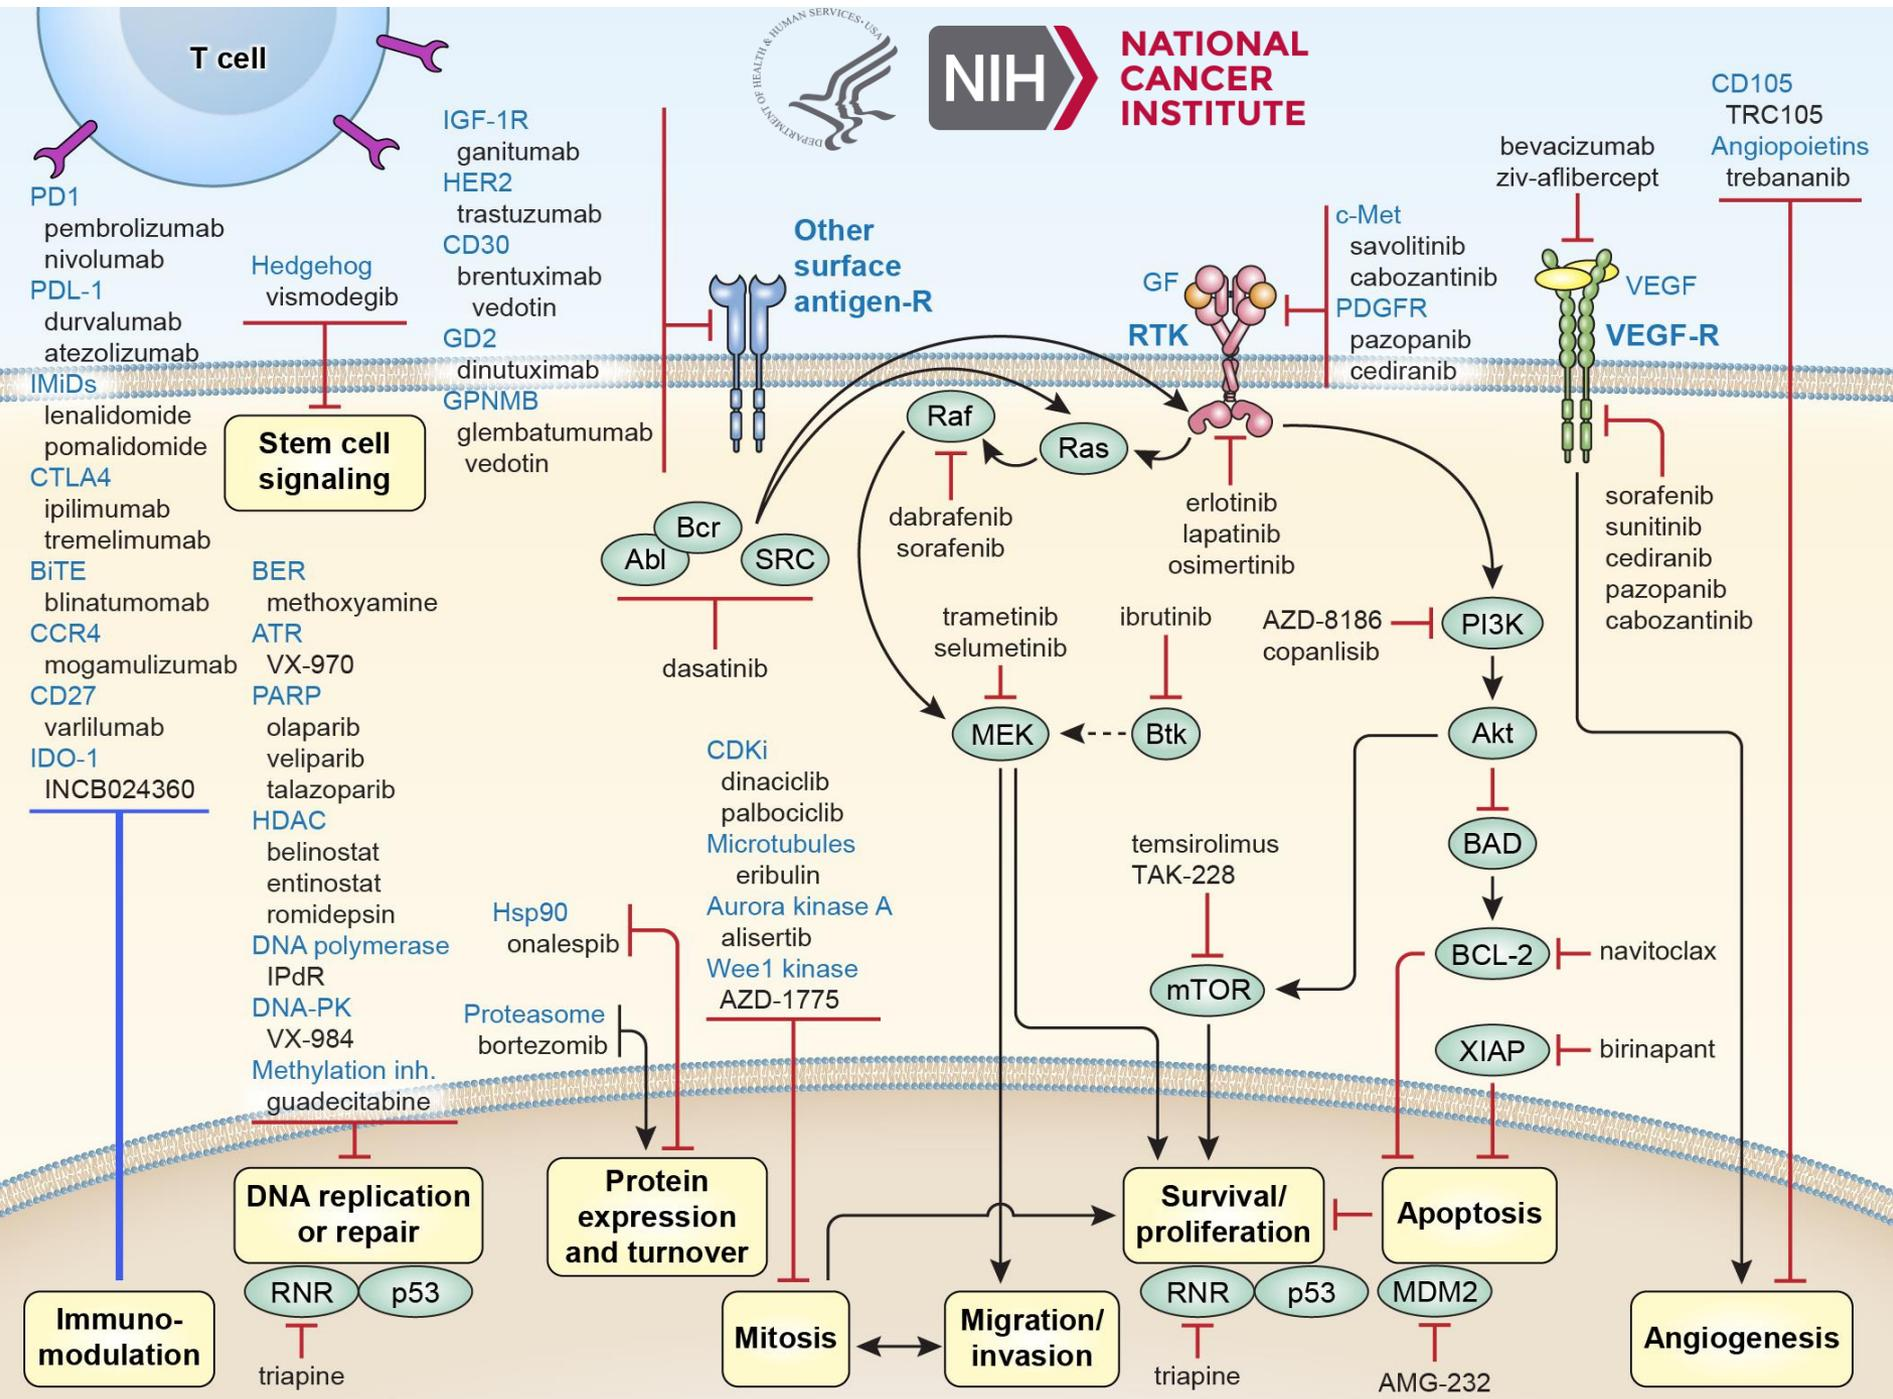 T cell
DEPARTMENT OF HEALTH & HUMAN SERVICES • USA
NIH
NATIONAL
CANCER
INSTITUTE
PD1
pembrolizumab
nivolumab
PDL-1
durvalumab
atezolizumab
IMiDs
lenalidomide
pomalidomide
CTLA4
ipilimumab
tremelimumab
BiTE
blinatumomab
CCR4
mogamulizumab
CD27
varlilumab
IDO-1
INCB024360
Immuno-
modulation
Hedgehog
vismodegib
Stem cell
signaling
BER
methoxyamine
ATR
VX-970
PARP
olaparib
veliparib
talazoparib
HDAC
belinostat
entinostat
romidepsin
DNA polymerase
IPdR
DNA-PK
VX-984
Methylation inh.
guadecitabine
DNA replication
or repair
RNR
p53
triapine
IGF-1R
ganitumab
HER2
trastuzumab
CD30
brentuximab
vedotin
GD2
dinutuximab
GPNMB
glembatumumab
vedotin
Other
surface
antigen-R
Abl
Bcr
SRC
dasatinib
Hsp90
onalespib
Proteasome
bortezomib
Protein
expression
and turnover
CDKi
dinaciclib
palbociclib
Microtubules
eribulin
Aurora kinase A
alisertib
Wee1 kinase
AZD-1775
Mitosis
Raf
Ras
dabrafenib
sorafenib
GF
RTK
c-Met
savolitinib
cabozantinib
PDGFR
pazopanib
cediranib
erlotinib
lapatinib
osimertinib
trametinib
selumetinib
ibrutinib
MEK
Btk
AZD-8186
copanlisib
PI3K
Akt
BAD
BCL-2
navitoclax
XIAP
birinapant
temsirolimus
TAK-228
mTOR
Migration/
invasion
Survival/
proliferation
RNR
p53
triapine
Apoptosis
MDM2
AMG-232
bevacizumab
ziv-aflibercept
VEGF
VEGF-R
sorafenib
sunitinib
cediranib
pazopanib
cabozantinib
CD105
TRC105
Angiopoietins
trebananib
Angiogenesis